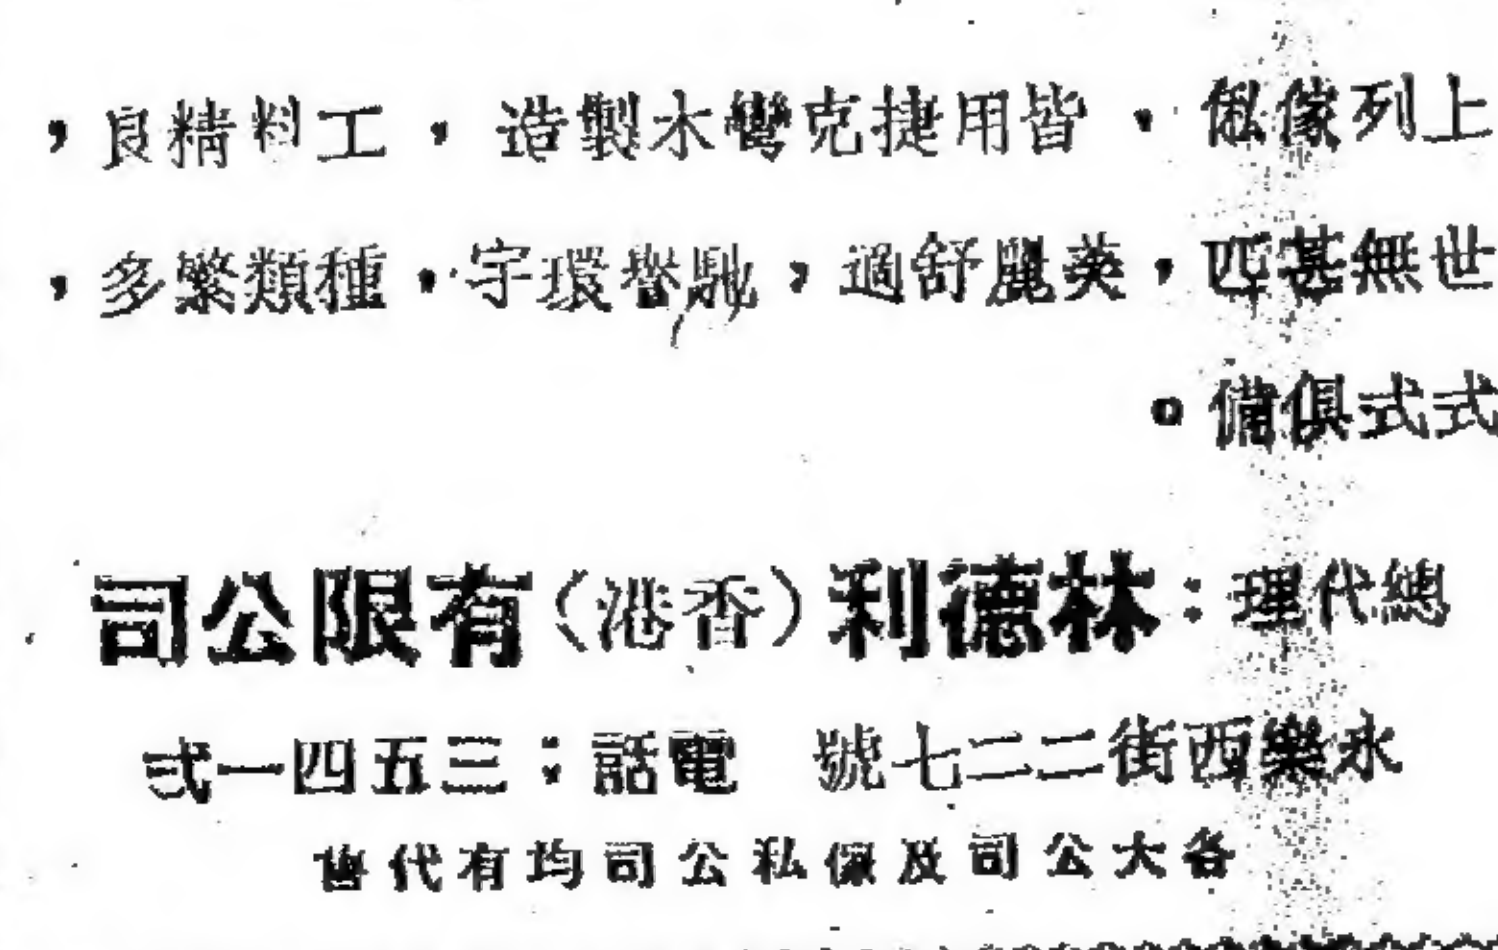 上列傢俬，皆用捷克彎木製造，工料精良，
世無甚匹，美麗舒適，馳譽環宇，種類繁多，
式式俱備。
總代理：林德利（香港）有限公司
永樂西街二二七號　電話：三五四一弍
各大公司及傢私公司均有代售